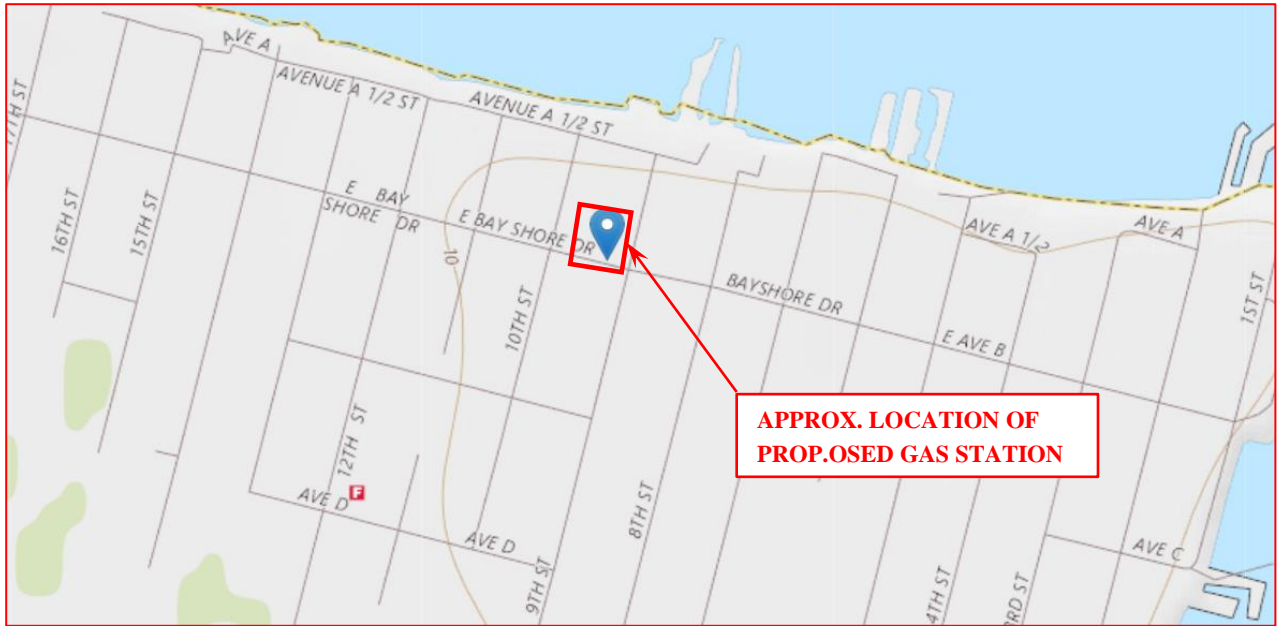 AVE A
AVENUE A 1/2 ST
AVENUE A 1/2 ST
17TH ST
16TH ST
15TH ST
E BAY
SHORE DR
E BAY SHORE DR
10
10TH ST
BAYSHORE DR
AVE A 1/2
AVE A
1ST ST
E AVE B
APPROX. LOCATION OF
PROP.OSED GAS STATION
12TH ST
F
AVE D
AVE D
9TH ST
8TH ST
4TH ST
3RD ST
AVE C